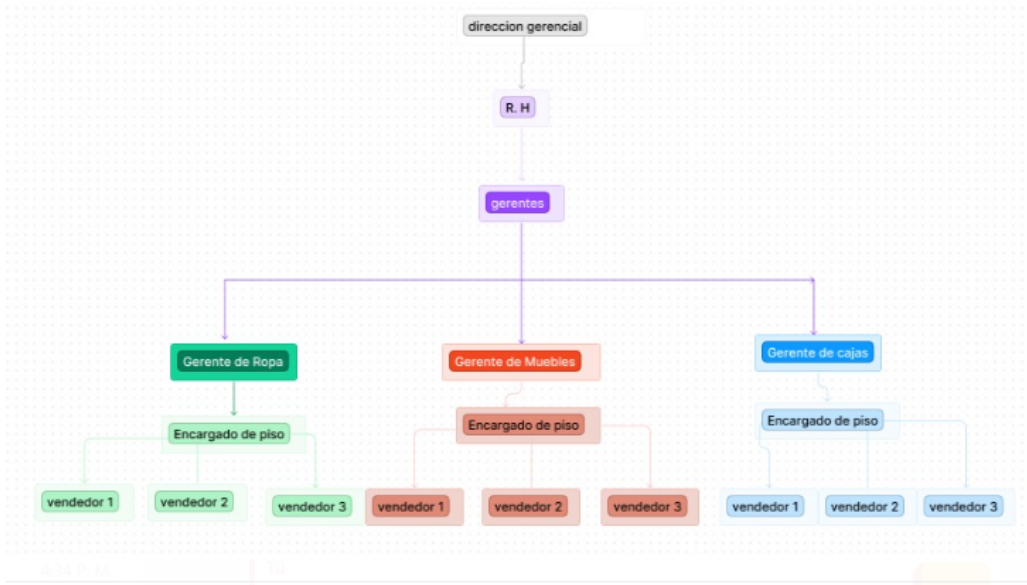 direccion gerencial
R. H
gerentes
Gerente de Ropa
Gerente de Muebles
Gerente de cajas
Encargado de piso
Encargado de piso
Encargado de piso
vendedor 1
vendedor 2
vendedor 3
vendedor 1
vendedor 2
vendedor 3
vendedor 1
vendedor 2
vendedor 3
4:34 P. M.